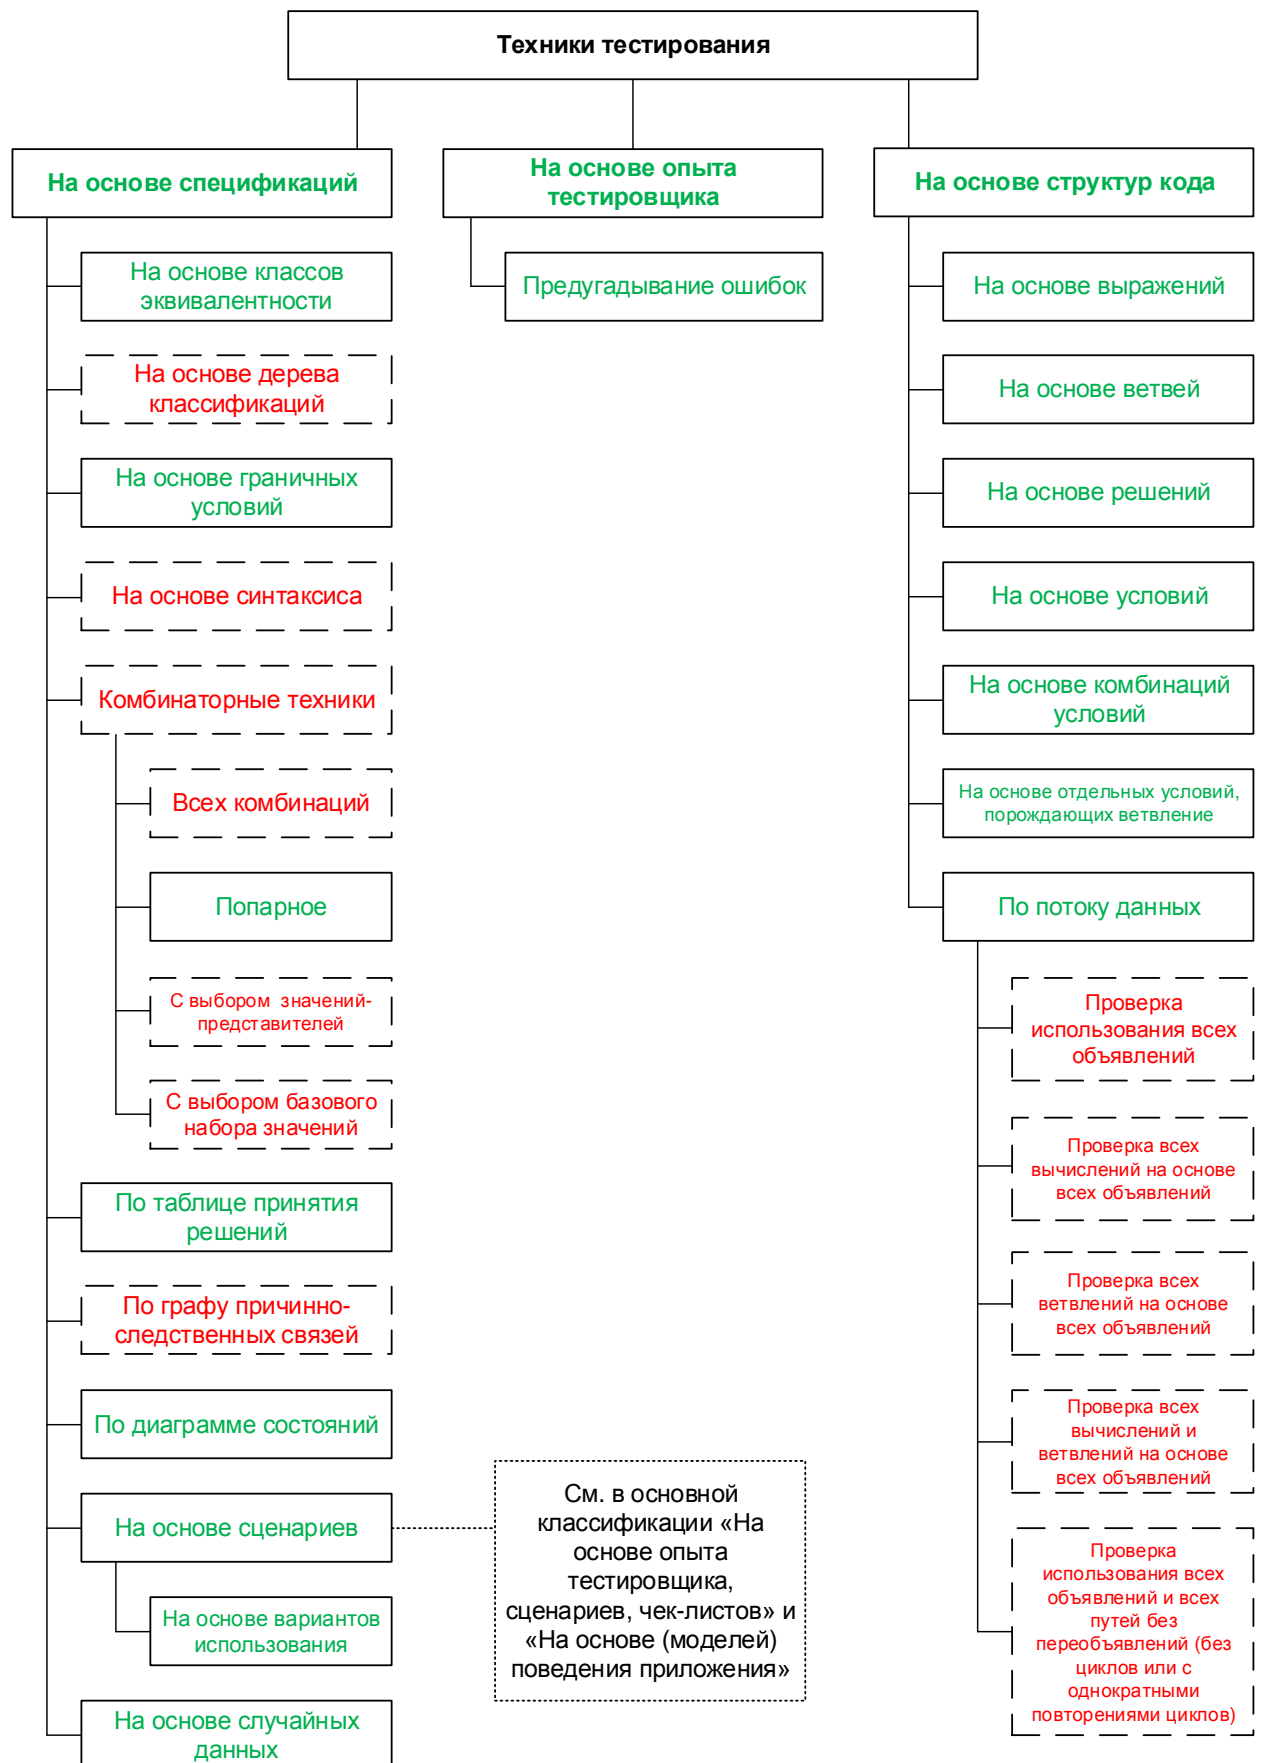 Техники тестирования
На основе спецификаций
На основе классов
эквивалентности
На основе дерева
классификаций
На основе граничных
условий
На основе синтаксиса
Комбинаторные техники
Всех комбинаций
Попарное
С выбором значений-
представителей
С выбором базового
набора значений
По таблице принятия
решений
По графу причинно-
следственных связей
По диаграмме состояний
На основе сценариев
На основе вариантов
использования
На основе случайных
данных
На основе опыта
тестировщика
Предугадывание ошибок
См. в основной
классификации «На
основе опыта
тестировщика,
сценариев, чек-листов» и
«На основе (моделей)
поведения приложения»
На основе структур кода
На основе выражений
На основе ветвей
На основе решений
На основе условий
На основе комбинаций
условий
На основе отдельных условий,
порождающих ветвление
По потоку данных
Проверка
использования всех
объявлений
Проверка всех
вычислений на основе
всех объявлений
Проверка всех
ветвлений на основе
всех объявлений
Проверка всех
вычислений и
ветвлений на основе
всех объявлений
Проверка
использования всех
объявлений и всех
путей без
переобъявлений (без
циклов или с
однократными
повторениями циклов)